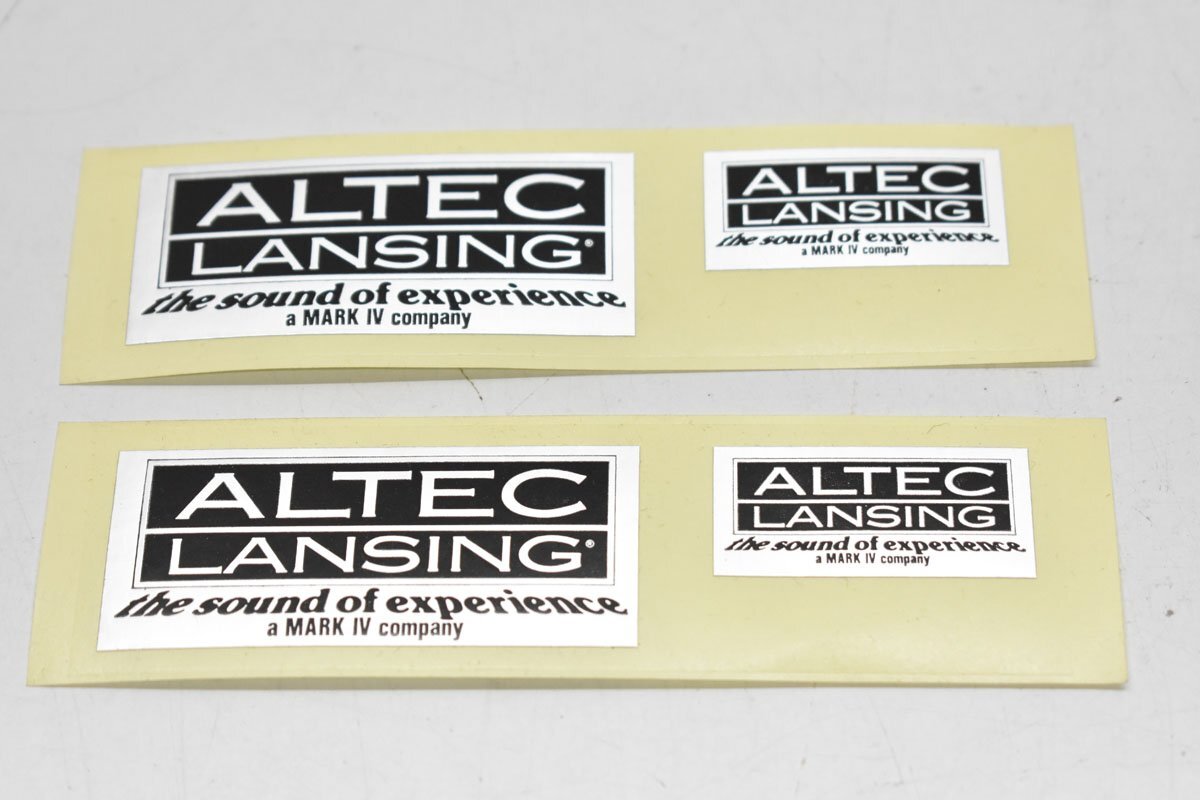 ALTEC
LANSING®
the sound of experience
a MARK IV company
ALTEC
LANSING
the sound of experience
a MARK IV company
ALTEC
LANSING®
the sound of experience
a MARK IV company
ALTEC
LANSING
the sound of experience
a MARK IV company